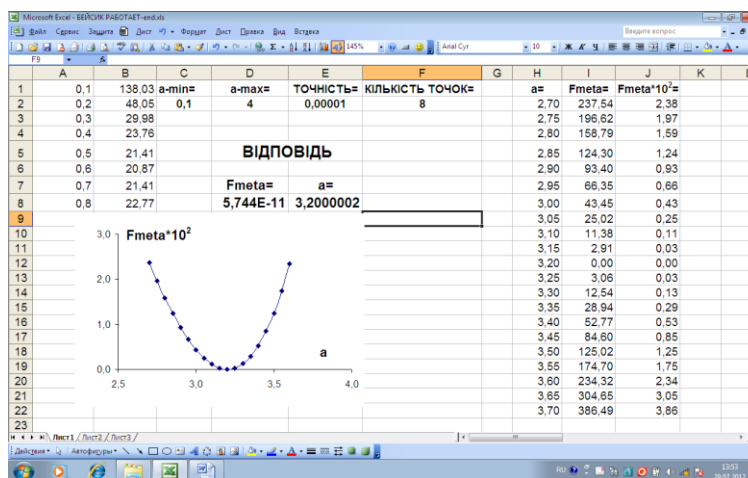 Microsoft Excel - БЕЙСИК РАБОТАЕТ-end.xls
Файл Сервис Защита Лист Формат Лист Правка Вид Вставка Введите вопрос
145% Arial Cyr 10
F9 fx
A B C D E F G H I J K
1 0,1 138,03 a-min= a-max= ТОЧНІСТЬ= КІЛЬКІСТЬ ТОЧОК= a= Fmeta= Fmeta*10²=
2 0,2 48,05 0,1 4 0,00001 8 2,70 237,54 2,38
3 0,3 29,98 2,75 196,62 1,97
4 0,4 23,76 2,80 158,79 1,59
5 0,5 21,41 ВІДПОВІДЬ 2,85 124,30 1,24
6 0,6 20,87 2,90 93,40 0,93
7 0,7 21,41 Fmeta= a= 2,95 66,35 0,66
8 0,8 22,77 5,744E-11 3,2000002 3,00 43,45 0,43
9 3,05 25,02 0,25
10 3,10 11,38 0,11
11 3,15 2,91 0,03
12 3,20 0,00 0,00
13 3,25 3,06 0,03
14 3,30 12,54 0,13
15 3,35 28,94 0,29
16 3,40 52,77 0,53
17 3,45 84,60 0,85
18 3,50 125,02 1,25
19 3,55 174,70 1,75
20 3,60 234,32 2,34
21 3,65 304,65 3,05
22 3,70 386,49 3,86
23
Fmeta*10²
3,0
2,0
1,0
0,0
a
2,5 3,0 3,5 4,0
Лист1 / Лист2 / Лист3
Действия Автофигуры
RU 13:53